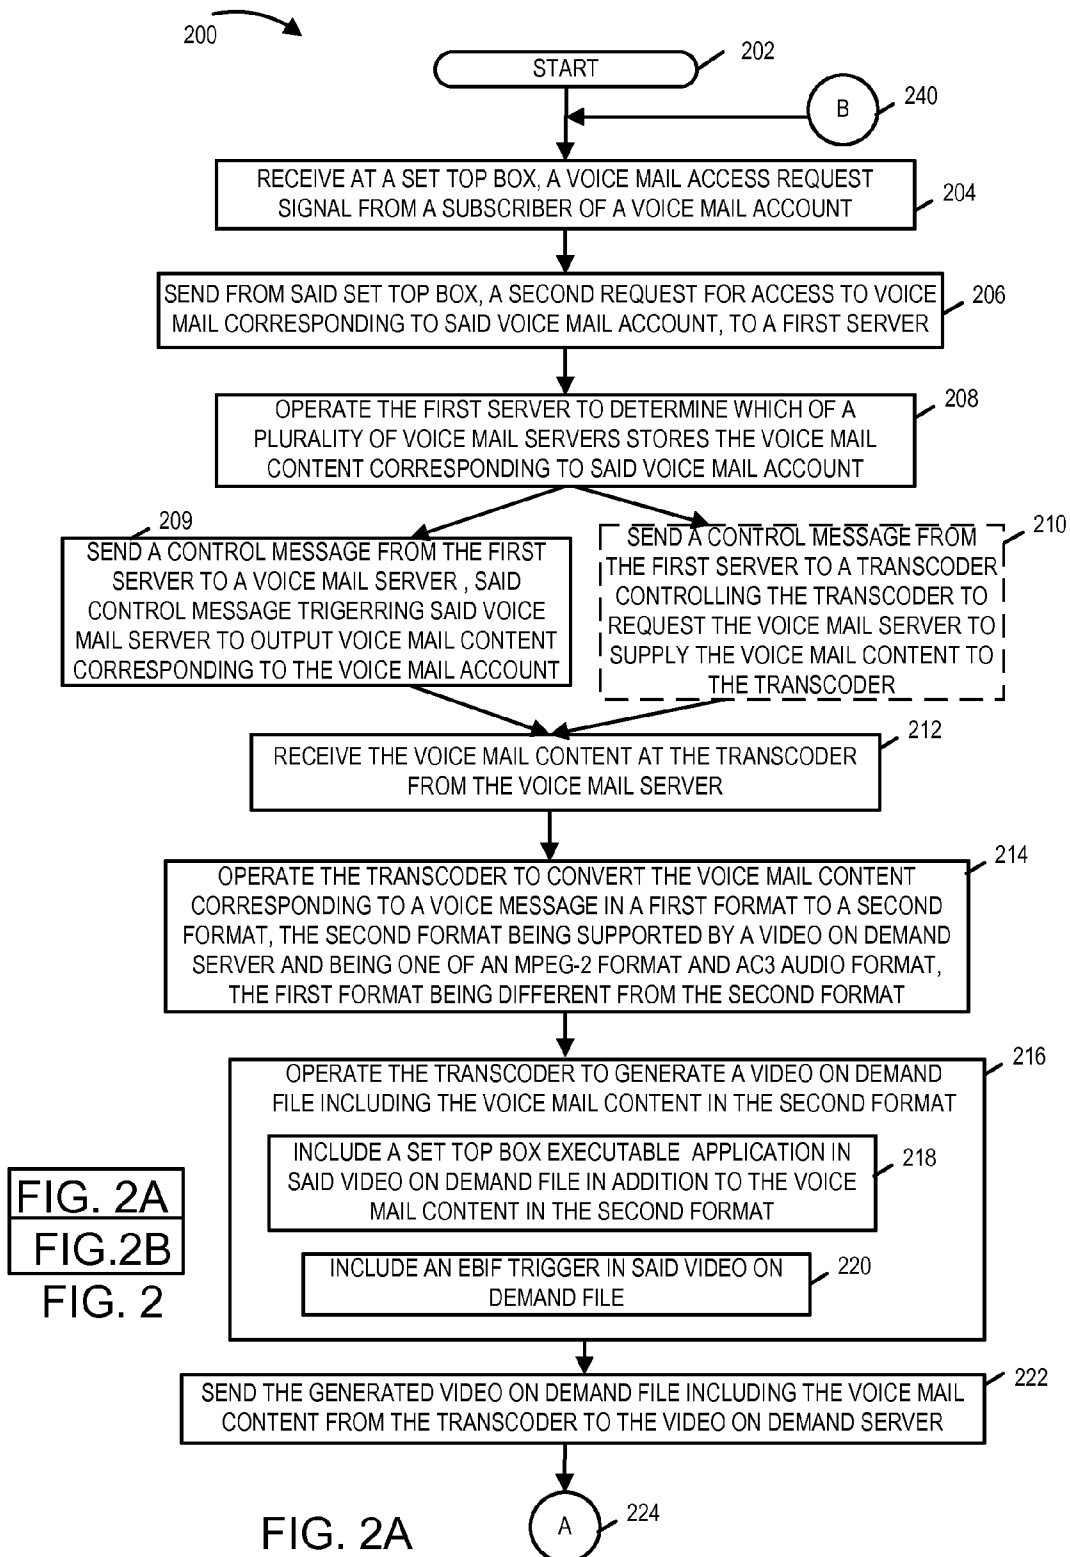 200
START
202
B
240
RECEIVE AT A SET TOP BOX, A VOICE MAIL ACCESS REQUEST
SIGNAL FROM A SUBSCRIBER OF A VOICE MAIL ACCOUNT
204
SEND FROM SAID SET TOP BOX, A SECOND REQUEST FOR ACCESS TO VOICE
MAIL CORRESPONDING TO SAID VOICE MAIL ACCOUNT, TO A FIRST SERVER
206
OPERATE THE FIRST SERVER TO DETERMINE WHICH OF A
PLURALITY OF VOICE MAIL SERVERS STORES THE VOICE MAIL
CONTENT CORRESPONDING TO SAID VOICE MAIL ACCOUNT
208
209
SEND A CONTROL MESSAGE FROM THE FIRST
SERVER TO A VOICE MAIL SERVER , SAID
CONTROL MESSAGE TRIGERRING SAID VOICE
MAIL SERVER TO OUTPUT VOICE MAIL CONTENT
CORRESPONDING TO THE VOICE MAIL ACCOUNT
210
SEND A CONTROL MESSAGE FROM
THE FIRST SERVER TO A TRANSCODER
CONTROLLING THE TRANSCODER TO
REQUEST THE VOICE MAIL SERVER TO
SUPPLY THE VOICE MAIL CONTENT TO
THE TRANSCODER
212
RECEIVE THE VOICE MAIL CONTENT AT THE TRANSCODER
FROM THE VOICE MAIL SERVER
214
OPERATE THE TRANSCODER TO CONVERT THE VOICE MAIL CONTENT
CORRESPONDING TO A VOICE MESSAGE IN A FIRST FORMAT TO A SECOND
FORMAT, THE SECOND FORMAT BEING SUPPORTED BY A VIDEO ON DEMAND
SERVER AND BEING ONE OF AN MPEG-2 FORMAT AND AC3 AUDIO FORMAT,
THE FIRST FORMAT BEING DIFFERENT FROM THE SECOND FORMAT
216
OPERATE THE TRANSCODER TO GENERATE A VIDEO ON DEMAND
FILE INCLUDING THE VOICE MAIL CONTENT IN THE SECOND FORMAT
INCLUDE A SET TOP BOX EXECUTABLE APPLICATION IN
SAID VIDEO ON DEMAND FILE IN ADDITION TO THE VOICE
MAIL CONTENT IN THE SECOND FORMAT
218
INCLUDE AN EBIF TRIGGER IN SAID VIDEO ON
DEMAND FILE
220
FIG. 2A
FIG.2B
FIG. 2
SEND THE GENERATED VIDEO ON DEMAND FILE INCLUDING THE VOICE MAIL
CONTENT FROM THE TRANSCODER TO THE VIDEO ON DEMAND SERVER
222
A
224
FIG. 2A